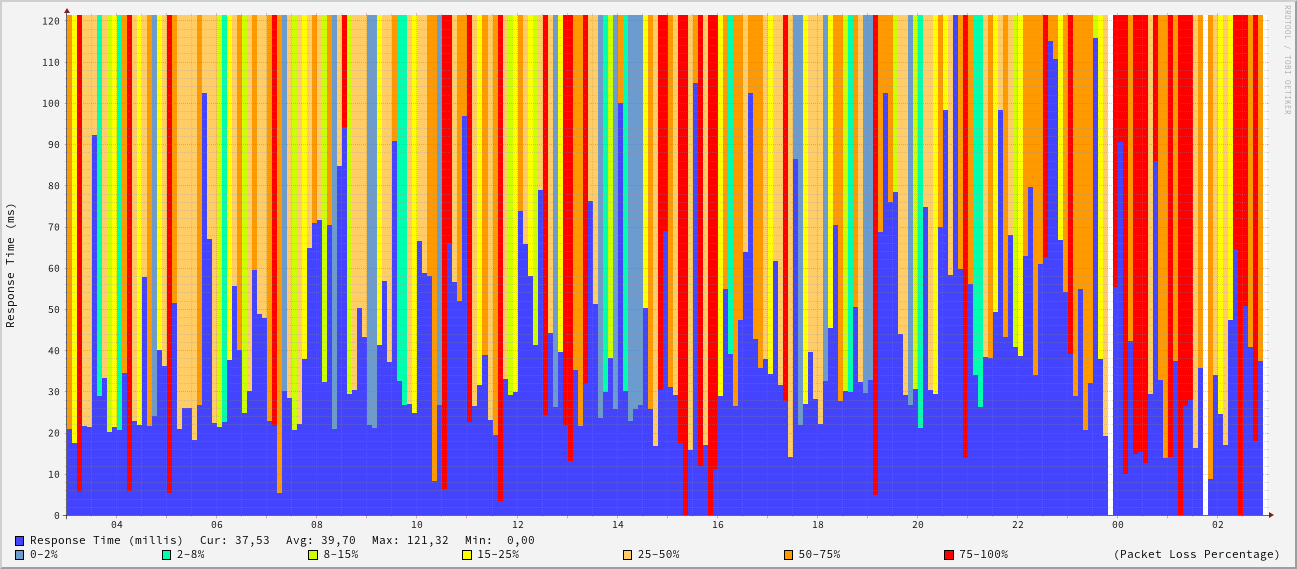 RRDTOOL / TOBI OETIKER
Response Time (ms)
120
110
100
90
80
70
60
50
40
30
20
10
0
04 06 08 10 12 14 16 18 20 22 00 02
Response Time (millis) Cur: 37,53 Avg: 39,70 Max: 121,32 Min: 0,00
0-2% 2-8% 8-15% 15-25% 25-50% 50-75% 75-100% (Packet Loss Percentage)